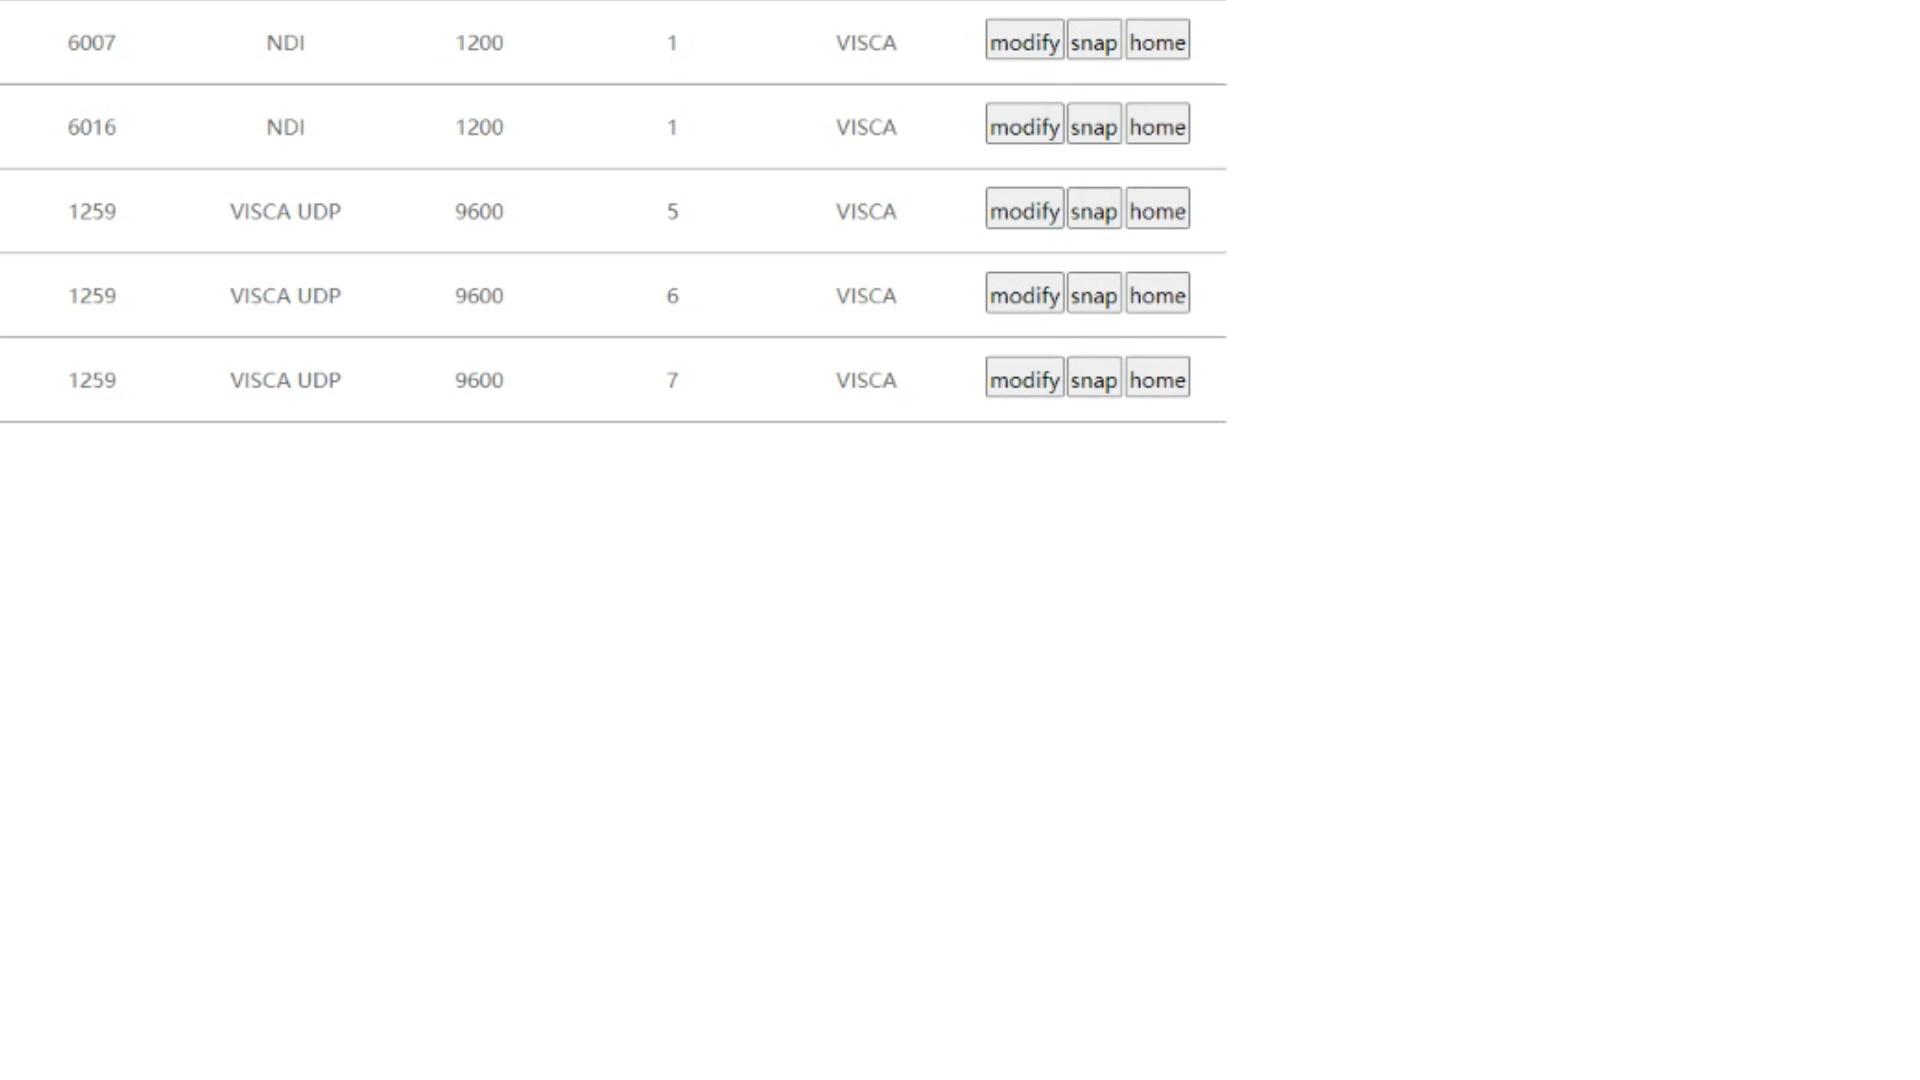 6007 NDI 1200 1 VISCA modify snap home
6016 NDI 1200 1 VISCA modify snap home
1259 VISCA UDP 9600 5 VISCA modify snap home
1259 VISCA UDP 9600 6 VISCA modify snap home
1259 VISCA UDP 9600 7 VISCA modify snap home